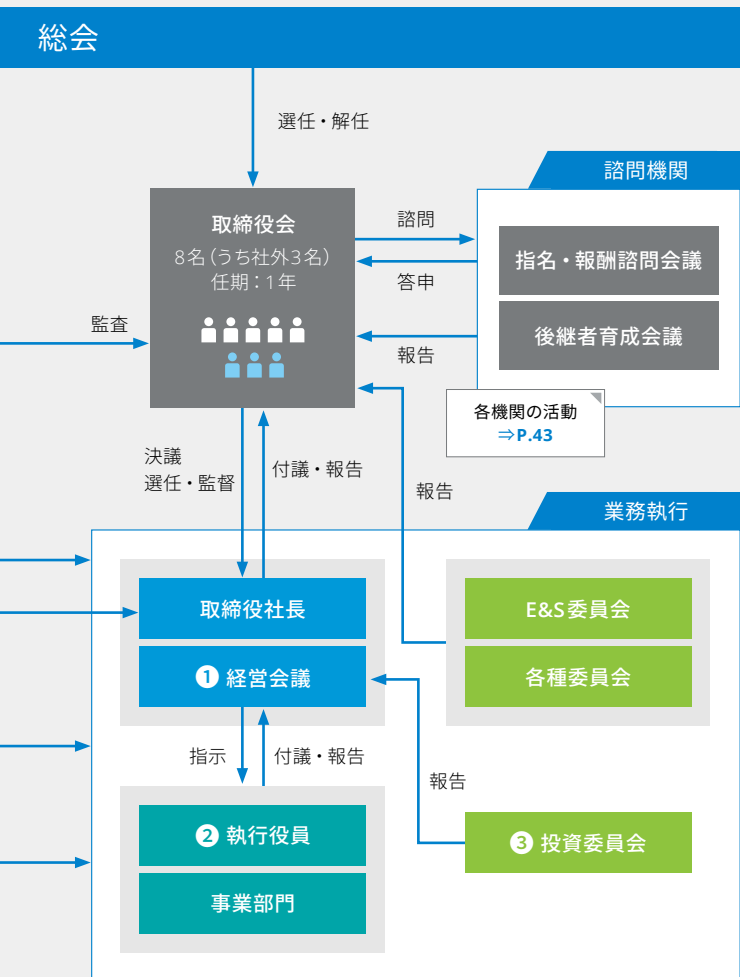 総会
選任・解任
諮問機関
取締役会
8名(うち社外3名)
任期：1年
諮問
答申
報告
指名・報酬諮問会議
後継者育成会議
監査
各機関の活動
⇒P.43
決議
選任・監督
付議・報告
報告
業務執行
取締役社長
❶ 経営会議
E&S委員会
各種委員会
指示
付議・報告
報告
❷ 執行役員
事業部門
❸ 投資委員会